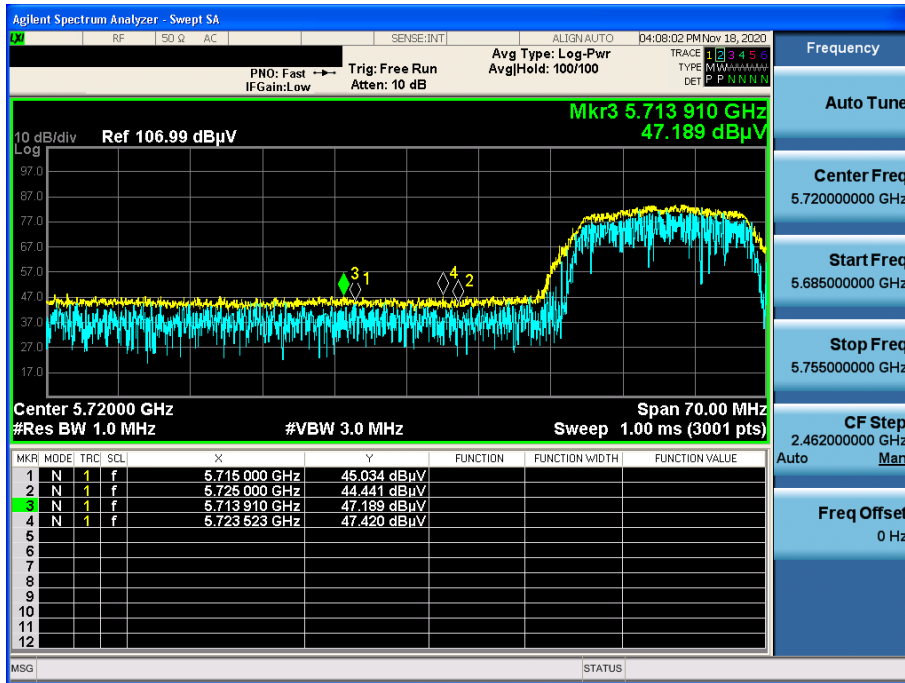 Agilent Spectrum Analyzer - Swept SA
LXI RF 50 Ω AC SENSE:INT ALIGN AUTO 04:08:02 PM Nov 18, 2020
PNO: Fast Trig: Free Run Avg Type: Log-Pwr TRACE 1 2 3 4 5 6
IFGain:Low Atten: 10 dB Avg|Hold: 100/100 TYPE M W
DET P P N N N N
Mkr3 5.713 910 GHz
47.189 dBµV
10 dB/div Ref 106.99 dBµV
Log
97.0
87.0
77.0
67.0
57.0
47.0
37.0
27.0
17.0
3 1 4 2
Center 5.72000 GHz Span 70.00 MHz
#Res BW 1.0 MHz #VBW 3.0 MHz Sweep 1.00 ms (3001 pts)
MKR MODE TRC SCL X Y FUNCTION FUNCTION WIDTH FUNCTION VALUE
1 N 1 f 5.715 000 GHz 45.034 dBµV
2 N 1 f 5.725 000 GHz 44.441 dBµV
3 N 1 f 5.713 910 GHz 47.189 dBµV
4 N 1 f 5.723 523 GHz 47.420 dBµV
5
6
7
8
9
10
11
12
MSG STATUS
Frequency
Auto Tune
Center Freq
5.720000000 GHz
Start Freq
5.685000000 GHz
Stop Freq
5.755000000 GHz
CF Step
2.462000000 GHz
Auto Man
Freq Offset
0 Hz